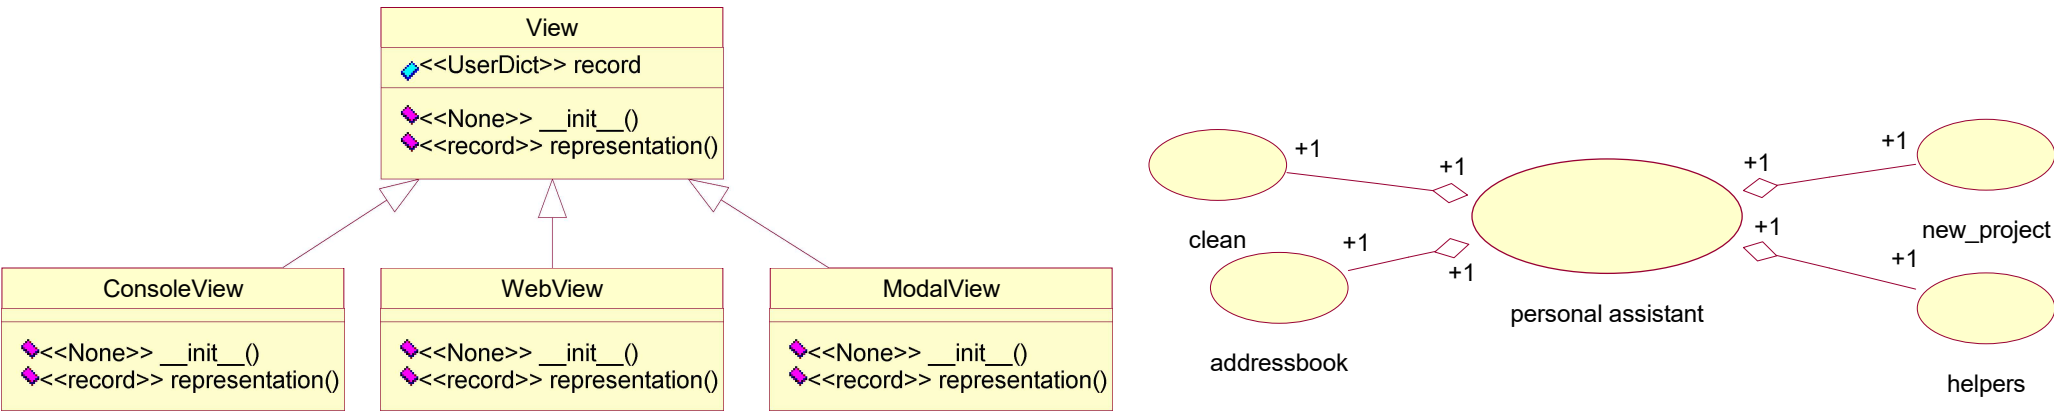 View
<<UserDict>> record
<<None>> __init__()
<<record>> representation()
ConsoleView
<<None>> __init__()
<<record>> representation()
WebView
<<None>> __init__()
<<record>> representation()
ModalView
<<None>> __init__()
<<record>> representation()
+1
+1
clean
+1
+1
addressbook
personal assistant
+1
+1
new_project
+1
+1
helpers